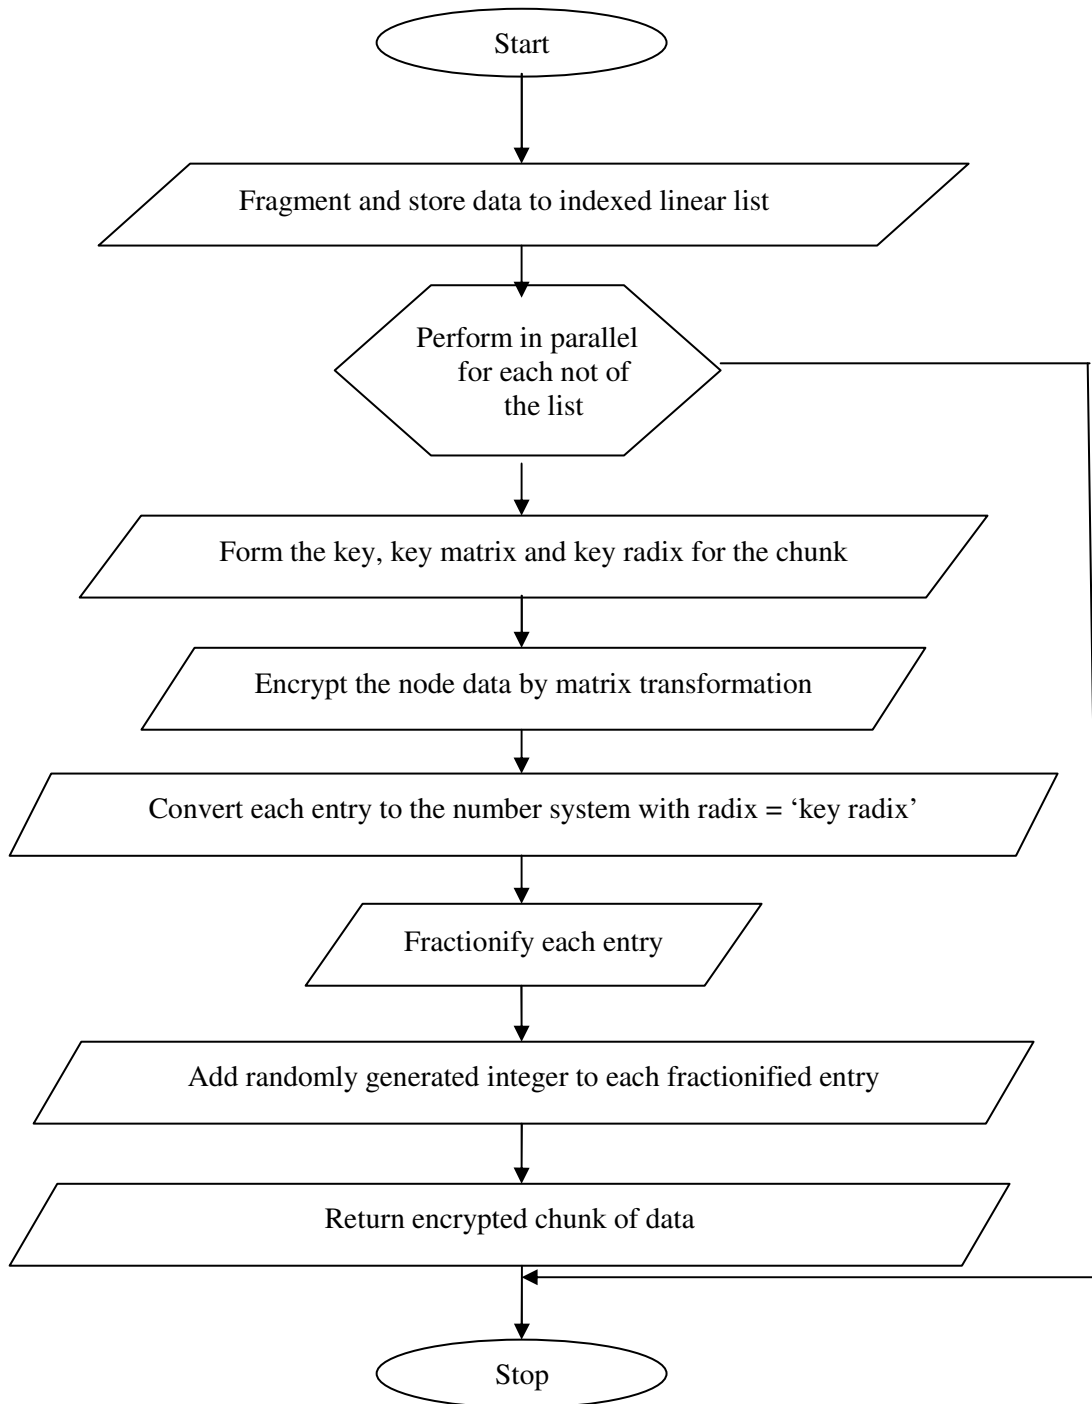 Start
Fragment and store data to indexed linear list
Perform in parallel
for each not of
the list
Form the key, key matrix and key radix for the chunk
Encrypt the node data by matrix transformation
Convert each entry to the number system with radix = ‘key radix’
Fractionify each entry
Add randomly generated integer to each fractionified entry
Return encrypted chunk of data
Stop